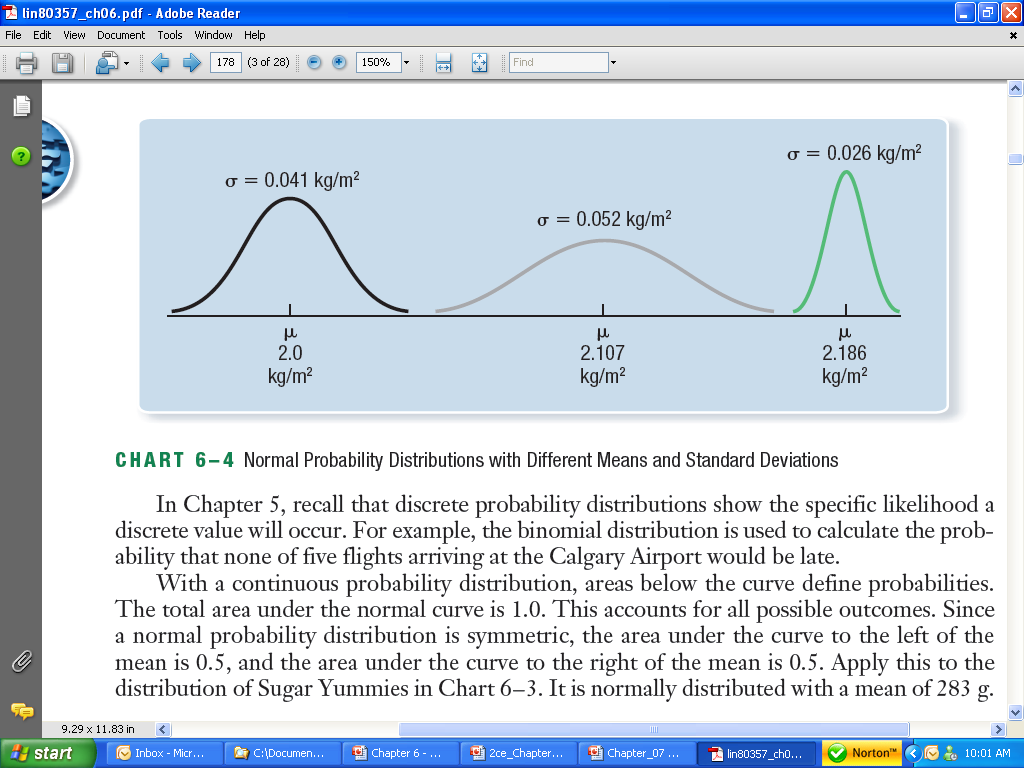 lin80357_ch06.pdf - Adobe Reader
File Edit View Document Tools Window Help
178 (3 of 28) 150% Find
σ = 0.026 kg/m²
σ = 0.041 kg/m²
σ = 0.052 kg/m²
μ μ μ
2.0 2.107 2.186
kg/m² kg/m² kg/m²
CHART 6–4 Normal Probability Distributions with Different Means and Standard Deviations
In Chapter 5, recall that discrete probability distributions show the specific likelihood a
discrete value will occur. For example, the binomial distribution is used to calculate the prob-
ability that none of five flights arriving at the Calgary Airport would be late.
With a continuous probability distribution, areas below the curve define probabilities.
The total area under the normal curve is 1.0. This accounts for all possible outcomes. Since
a normal probability distribution is symmetric, the area under the curve to the left of the
mean is 0.5, and the area under the curve to the right of the mean is 0.5. Apply this to the
distribution of Sugar Yummies in Chart 6–3. It is normally distributed with a mean of 283 g.
9.29 x 11.83 in
start Inbox - Micr... C:\Documen... Chapter 6 - ... 2ce_Chapter... Chapter_07 ... lin80357_ch0... Norton™ 10:01 AM